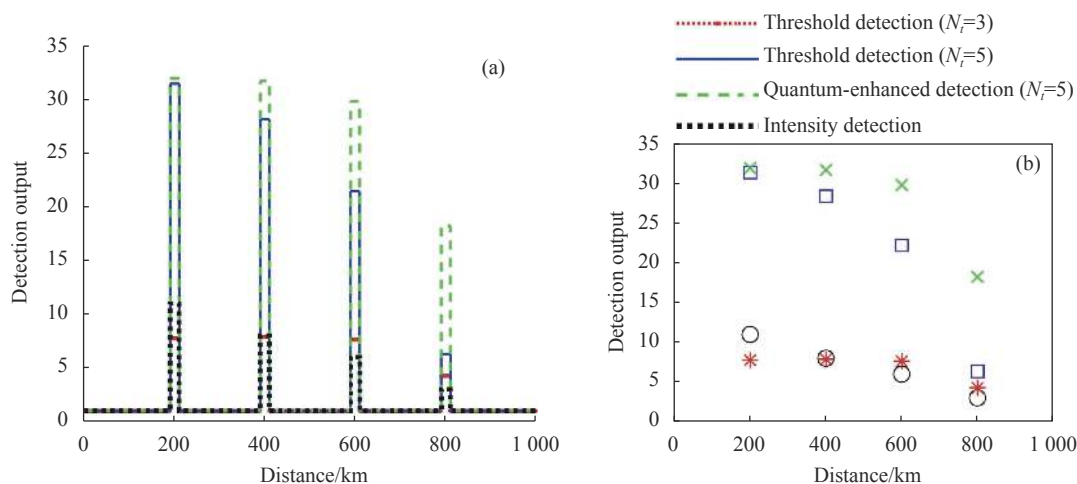 Threshold detection (Nt=3)
Threshold detection (Nt=5)
Quantum-enhanced detection (Nt=5)
Intensity detection
(a)
Detection output
35
30
25
20
15
10
5
0
0 200 400 600 800 1 000
Distance/km
(b)
Detection output
35
30
25
20
15
10
5
0
0 200 400 600 800 1 000
Distance/km